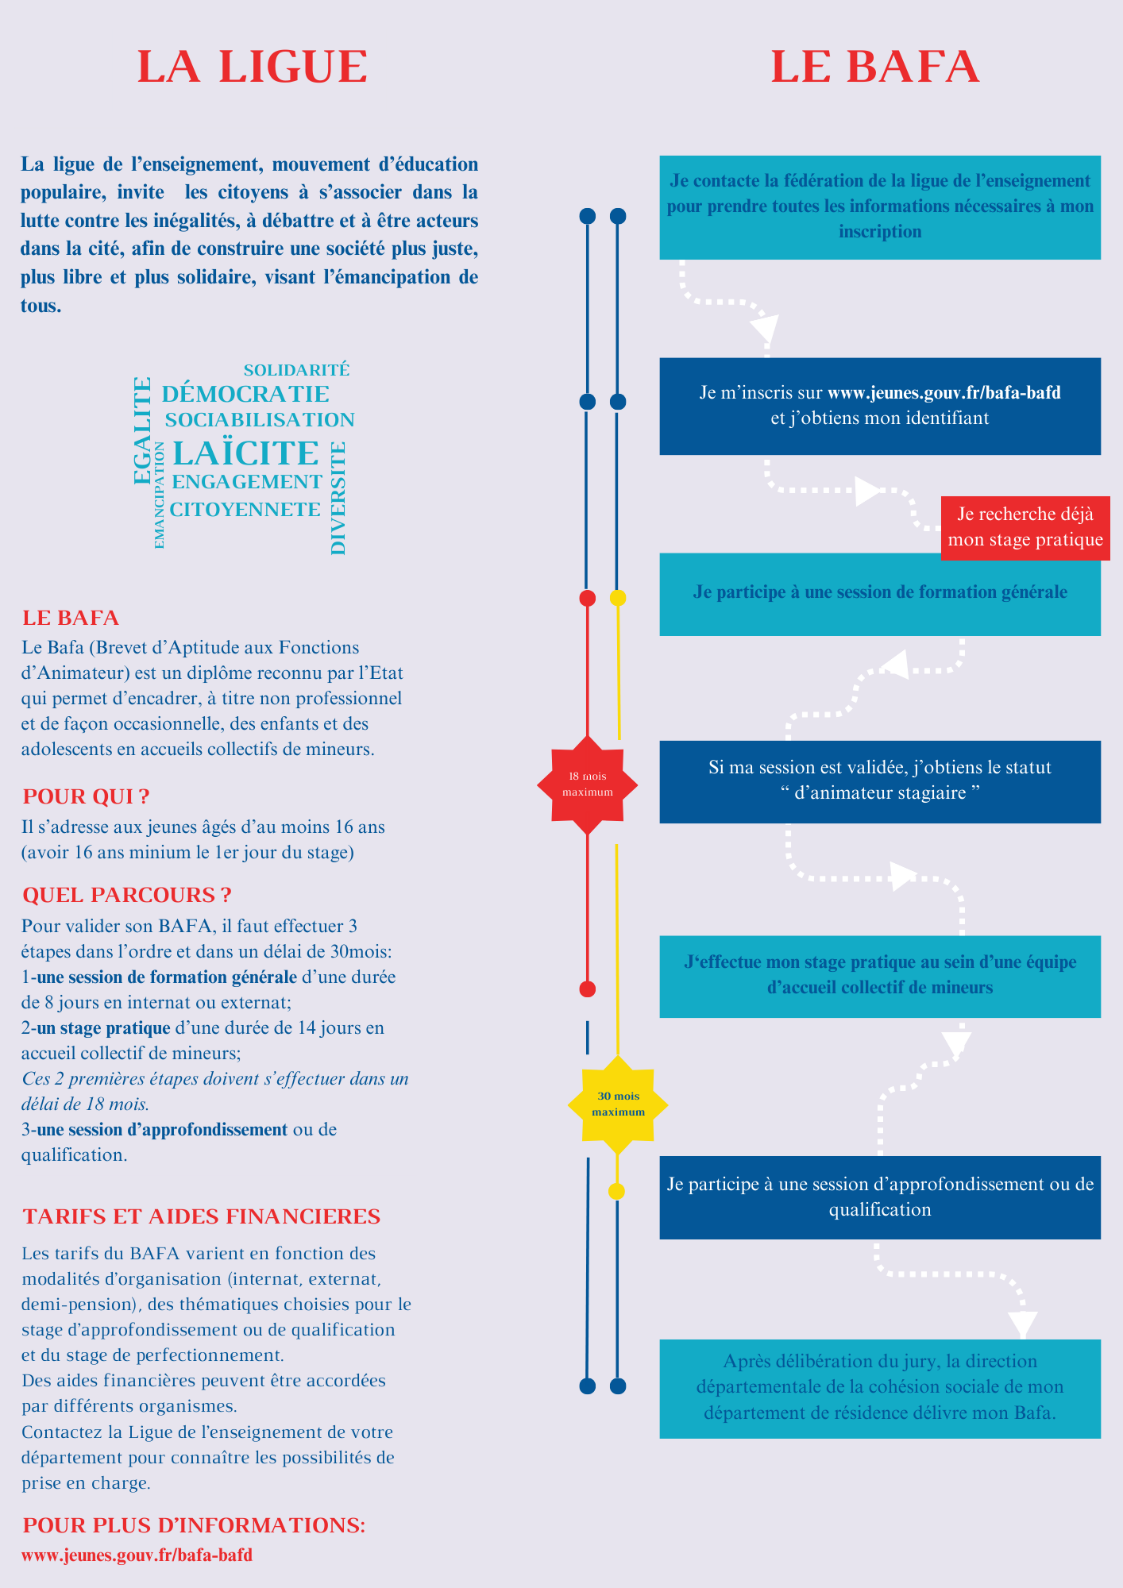 LA LIGUE
La ligue de l'enseignement, mouvement d'éducation
populaire, invite les citoyens à s'associer dans la
lutte contre les inégalités, à débattre et à être acteurs
dans la cité, afin de construire une société plus juste,
plus libre et plus solidaire, visant l'émancipation de
tous.
SOLIDARITÉ
DÉMOCRATIE
SOCIABILISATION
EGALITE
EMANCIPATION
LAÏCITE
ENGAGEMENT
CITOYENNETE
DIVERSITE
LE BAFA
Le Bafa (Brevet d'Aptitude aux Fonctions
d'Animateur) est un diplôme reconnu par l'Etat
qui permet d'encadrer, à titre non professionnel
et de façon occasionnelle, des enfants et des
adolescents en accueils collectifs de mineurs.
POUR QUI ?
Il s'adresse aux jeunes âgés d'au moins 16 ans
(avoir 16 ans minium le 1er jour du stage)
QUEL PARCOURS ?
Pour valider son BAFA, il faut effectuer 3
étapes dans l'ordre et dans un délai de 30mois:
1-une session de formation générale d'une durée
de 8 jours en internat ou externat;
2-un stage pratique d'une durée de 14 jours en
accueil collectif de mineurs;
Ces 2 premières étapes doivent s'effectuer dans un
délai de 18 mois.
3-une session d'approfondissement ou de
qualification.
TARIFS ET AIDES FINANCIERES
Les tarifs du BAFA varient en fonction des
modalités d'organisation (internat, externat,
demi-pension), des thématiques choisies pour le
stage d'approfondissement ou de qualification
et du stage de perfectionnement.
Des aides financières peuvent être accordées
par différents organismes.
Contactez la Ligue de l'enseignement de votre
département pour connaître les possibilités de
prise en charge.
POUR PLUS D'INFORMATIONS:
www.jeunes.gouv.fr/bafa-bafd
LE BAFA
Je contacte la fédération de la ligue de l'enseignement
pour prendre toutes les informations nécessaires à mon
inscription
Je m'inscris sur www.jeunes.gouv.fr/bafa-bafd
et j'obtiens mon identifiant
Je recherche déjà
mon stage pratique
Je participe à une session de formation générale
18 mois
maximum
Si ma session est validée, j'obtiens le statut
“ d'animateur stagiaire ”
J‘effectue mon stage pratique au sein d'une équipe
d'accueil collectif de mineurs
30 mois
maximum
Je participe à une session d'approfondissement ou de
qualification
Après délibération du jury, la direction
départementale de la cohésion sociale de mon
département de résidence délivre mon Bafa.